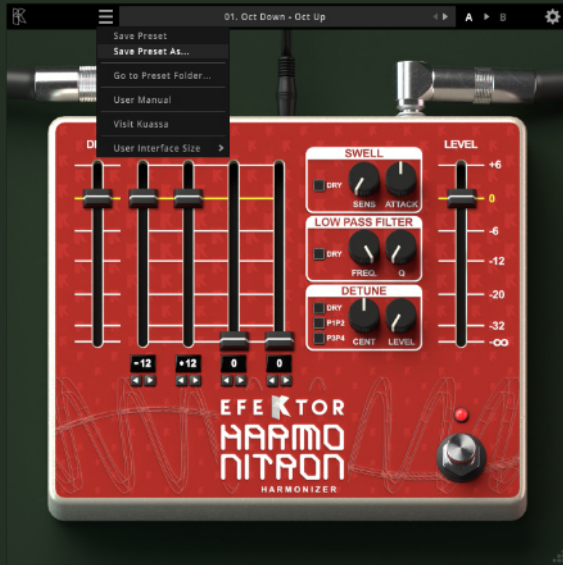 01. Oct Down - Oct Up
A
B
Save Preset
Save Preset As...
Go to Preset Folder...
User Manual
Visit Kuassa
User Interface Size
LEVEL
+6
0
-6
-12
-20
-32
-∞
SWELL
DRY
SENS ATTACK
LOW PASS FILTER
DRY
FREQ. Q
DETUNE
DRY
P1P2
P3P4
CENT LEVEL
-12
+12
0
0
EFEKTOR
HARMO
NITRON
HARMONIZER